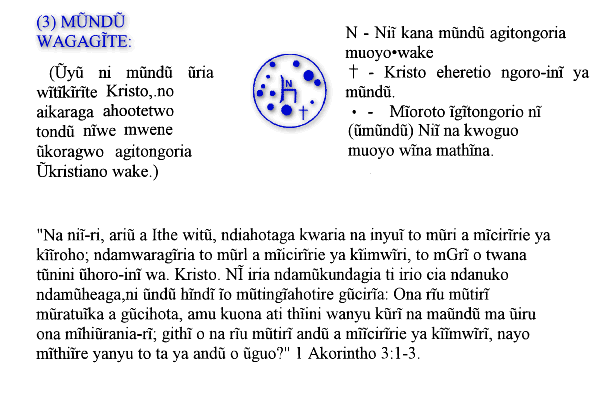 (3) MŨNDŨ
WAGAGĨTE:
(Ũyũ ni mũndũ ũria
wĩtĩkĩrĩte Kristo,.no
aikaraga ahootetwo
tondũ nĩwe mwene
ũkoragwo agitongoria
Ũkristiano wake.)
N
†
N - Niĩ kana mũndũ agitongoria
muoyo•wake
† - Kristo eheretio ngoro-inĩ ya
mũndũ.
· - Mĩoroto ĩgĩtongorio nĩ
(ũmũndũ) Niĩ na kwoguo
muoyo wĩna mathĩna.
"Na niĩ-ri, ariũ a Ithe witũ, ndiahotaga kwaria na inyuĩ to mũri a mĩcirĩrie ya
kĩĩroho; ndamwaragĩria to mũrl a mĩicirĩrie ya kĩĩmwĩri, to mGrĩ o twana
tũnini ũhoro-inĩ wa. Kristo. NĨ iria ndamũkundagia ti irio cia ndanuko
ndamũheaga,ni ũndũ hĩndĩ ĩo mũtingĩahotire gũcirĩa: Ona rĩu mũtirĩ
mũratuĩka a gũcihota, amu kuona ati thĩini wanyu kũrĩ na maũndũ ma ũiru
ona mĩhiũrania-rĩ; githĩ o na rĩu mũtirĩ andũ a mĩĩcirĩrie ya kĩĩmwĩrĩ, nayo
mĩthiĩre yanyu to ta ya andũ o ũguo?" 1 Akorintho 3:1-3.